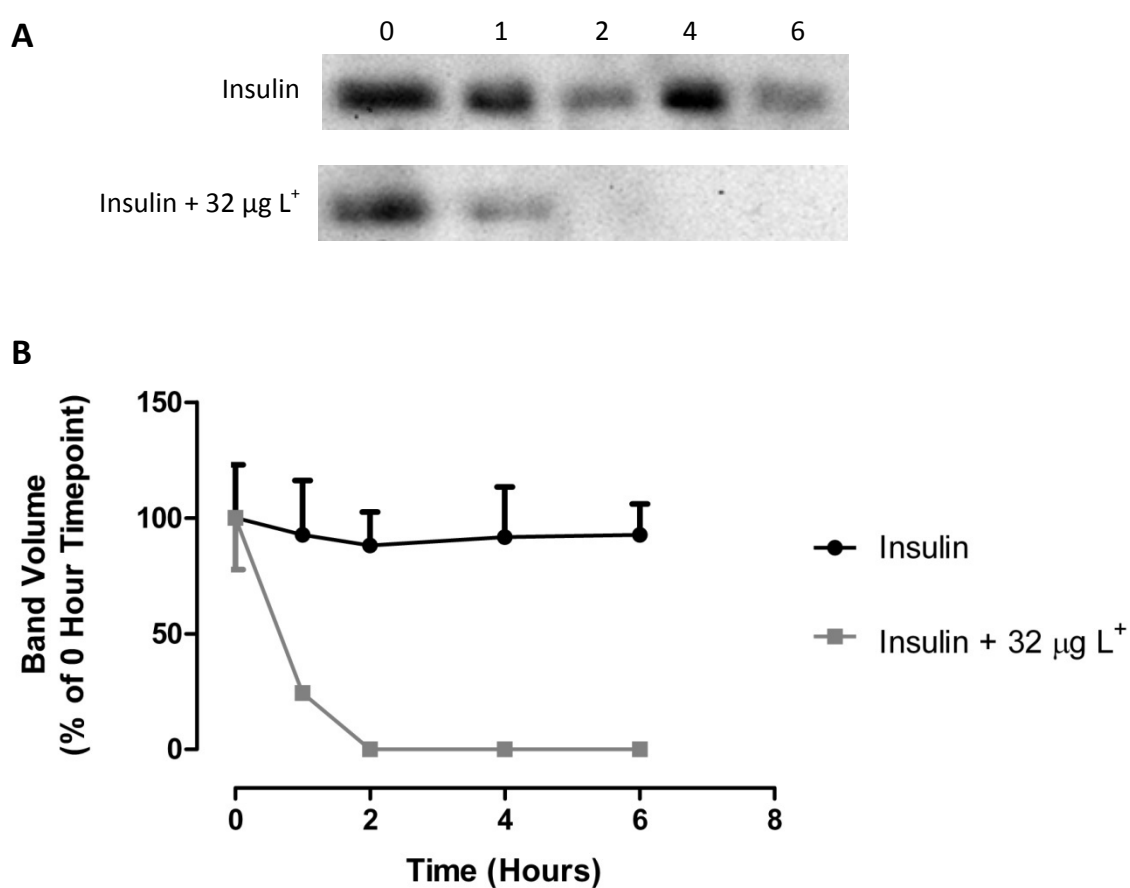 A
0 1 2 4 6
Insulin
Insulin + 32 µg L⁺
B
Band Volume
(% of 0 Hour Timepoint)
150
100
50
0
0 2 4 6 8
Time (Hours)
Insulin
Insulin + 32 µg L⁺